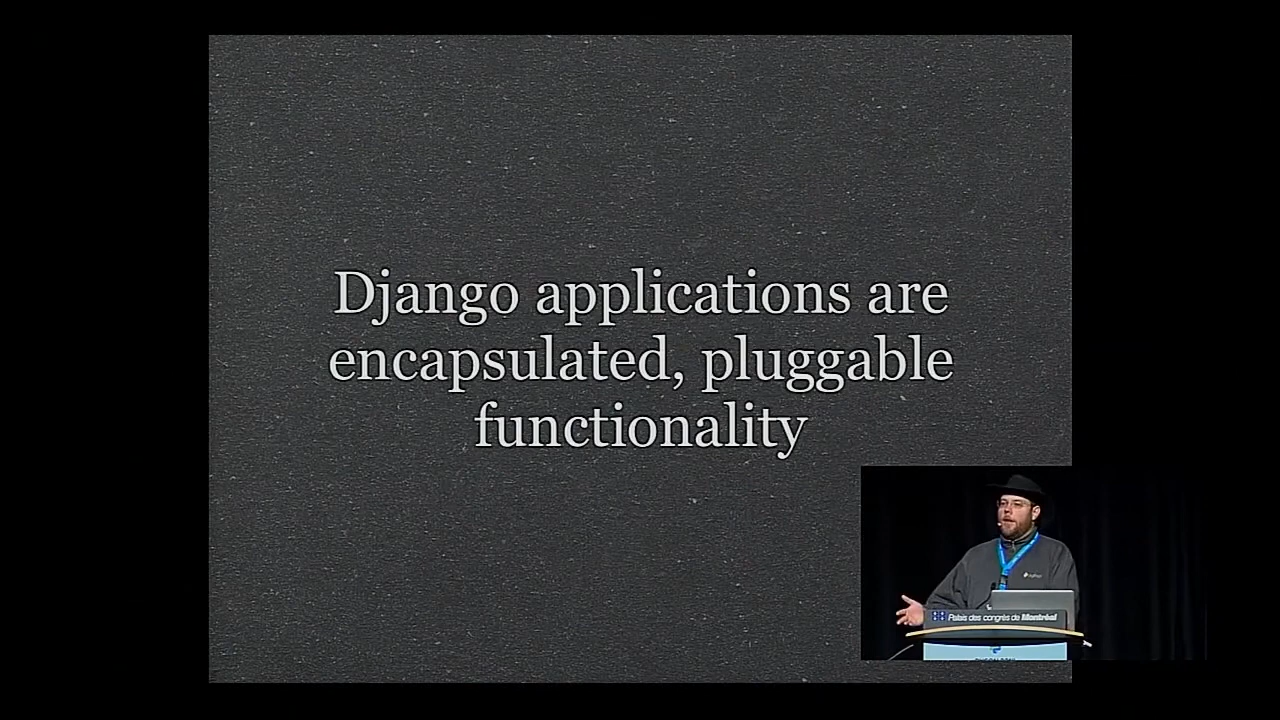 Django applications are
encapsulated, pluggable
functionality
Palais des congrès de Montréal